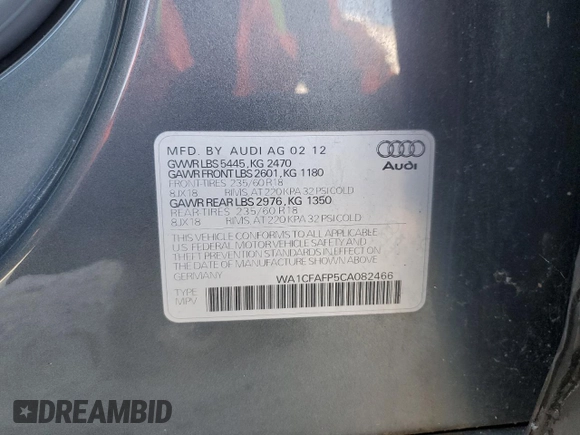 MFD. BY AUDI AG 02 12
GVWR LBS 5445, KG 2470
GAWR FRONT LBS 2601, KG 1180
FRONT-TIRES 235/60 R18
8JX18 RIMS AT 220 KPA 32 PSI COLD
GAWR REAR LBS 2976, KG 1350
REAR-TIRES 235/60 R18
8JX18 RIMS AT 220 KPA 32 PSI COLD
Audi
THIS VEHICLE CONFORMS TO ALL APPLICABLE
U.S. FEDERAL MOTOR VEHICLE SAFETY AND
THEFT PREVENTION STANDARDS IN EFFECT ON
THE DATE OF MANUFACTURE SHOWN ABOVE.
GERMANY
WA1CFAFP5CA082466
TYPE
MPV
DREAMBID